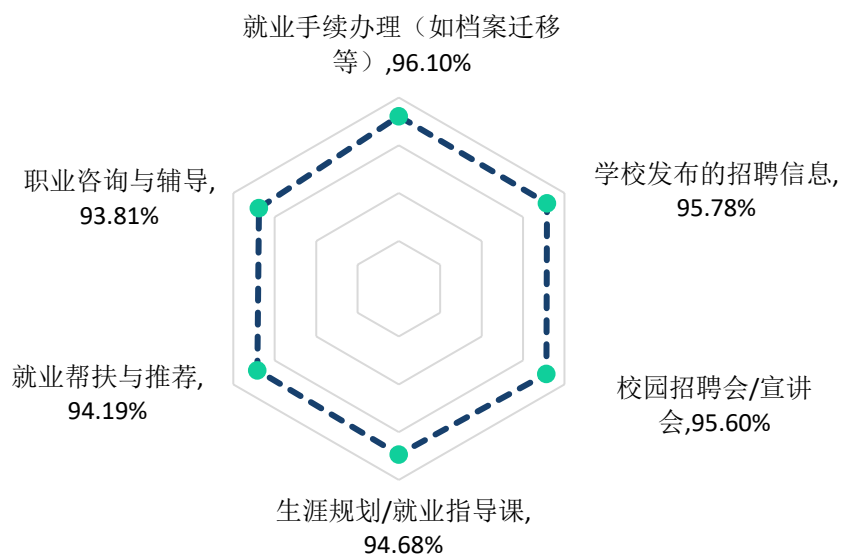 就业手续办理（如档案迁移
等）,96.10%
学校发布的招聘信息,
95.78%
校园招聘会/宣讲
会,95.60%
生涯规划/就业指导课,
94.68%
就业帮扶与推荐,
94.19%
职业咨询与辅导,
93.81%